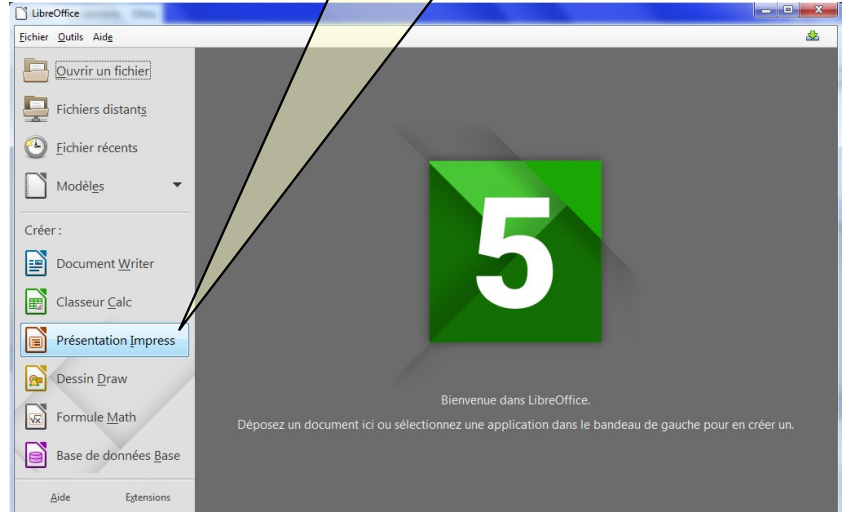 LibreOffice
Fichier Outils Aide
Ouvrir un fichier
Fichiers distants
Fichier récents
Modèles
Créer :
Document Writer
Classeur Calc
Présentation Impress
Dessin Draw
Formule Math
Base de données Base
Aide Extensions
5
Bienvenue dans LibreOffice.
Déposez un document ici ou sélectionnez une application dans le bandeau de gauche pour en créer un.